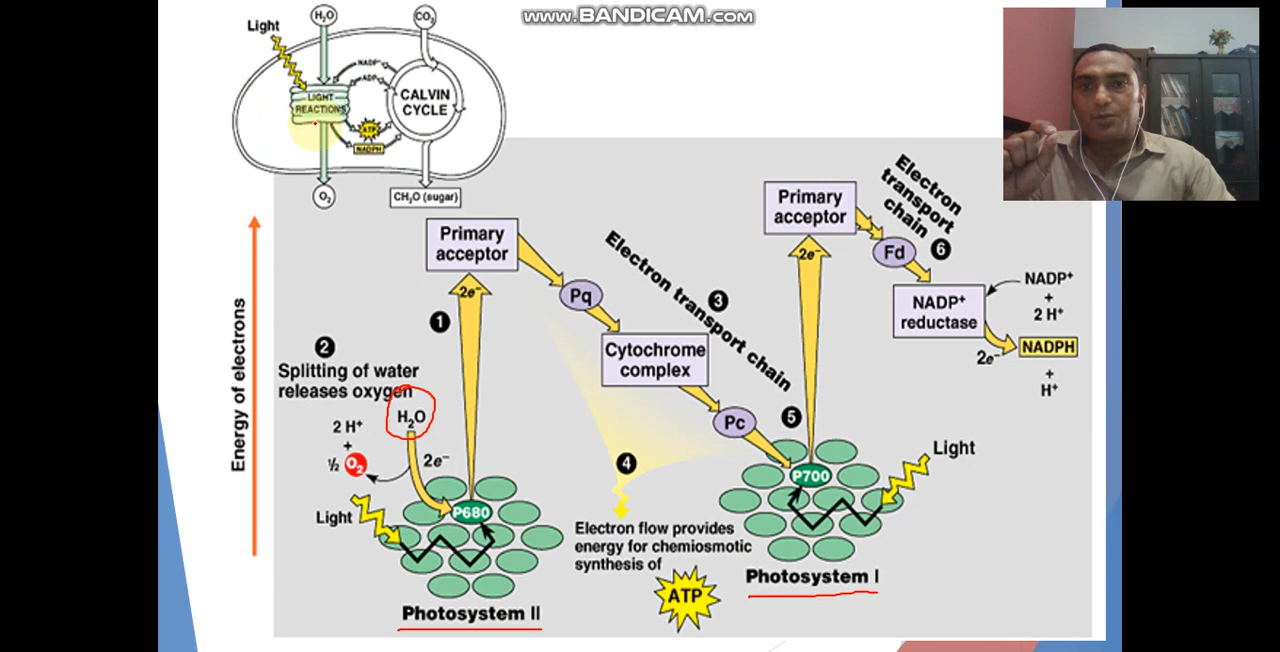 www.BANDICAM.com
H₂O
CO₂
Light
NADP⁺
ADP
LIGHT
REACTIONS
CALVIN
CYCLE
ATP
NADPH
O₂
CH₂O (sugar)
Energy of electrons
Primary
acceptor
2e⁻
1
2
Splitting of water
releases oxygen
H₂O
2 H⁺
+
½ O₂
2e⁻
Light
P680
Photosystem II
Pq
Electron transport chain
3
Cytochrome
complex
Pc
4
Electron flow provides
energy for chemiosmotic
synthesis of
ATP
5
Primary
acceptor
2e⁻
P700
Light
Photosystem I
Electron
transport
chain
6
Fd
NADP⁺
reductase
NADP⁺
+
2 H⁺
2e⁻
NADPH
+
H⁺